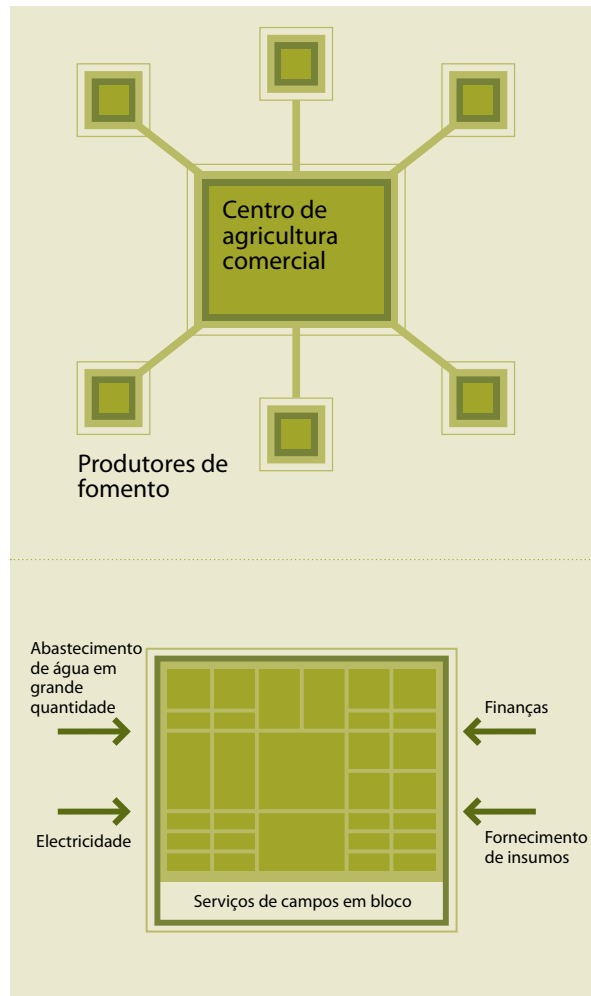 Centro de
agricultura
comercial
Produtores de
fomento
Abastecimento
de água em
grande
quantidade
Finanças
Electricidade
Fornecimento
de insumos
Serviços de campos em bloco